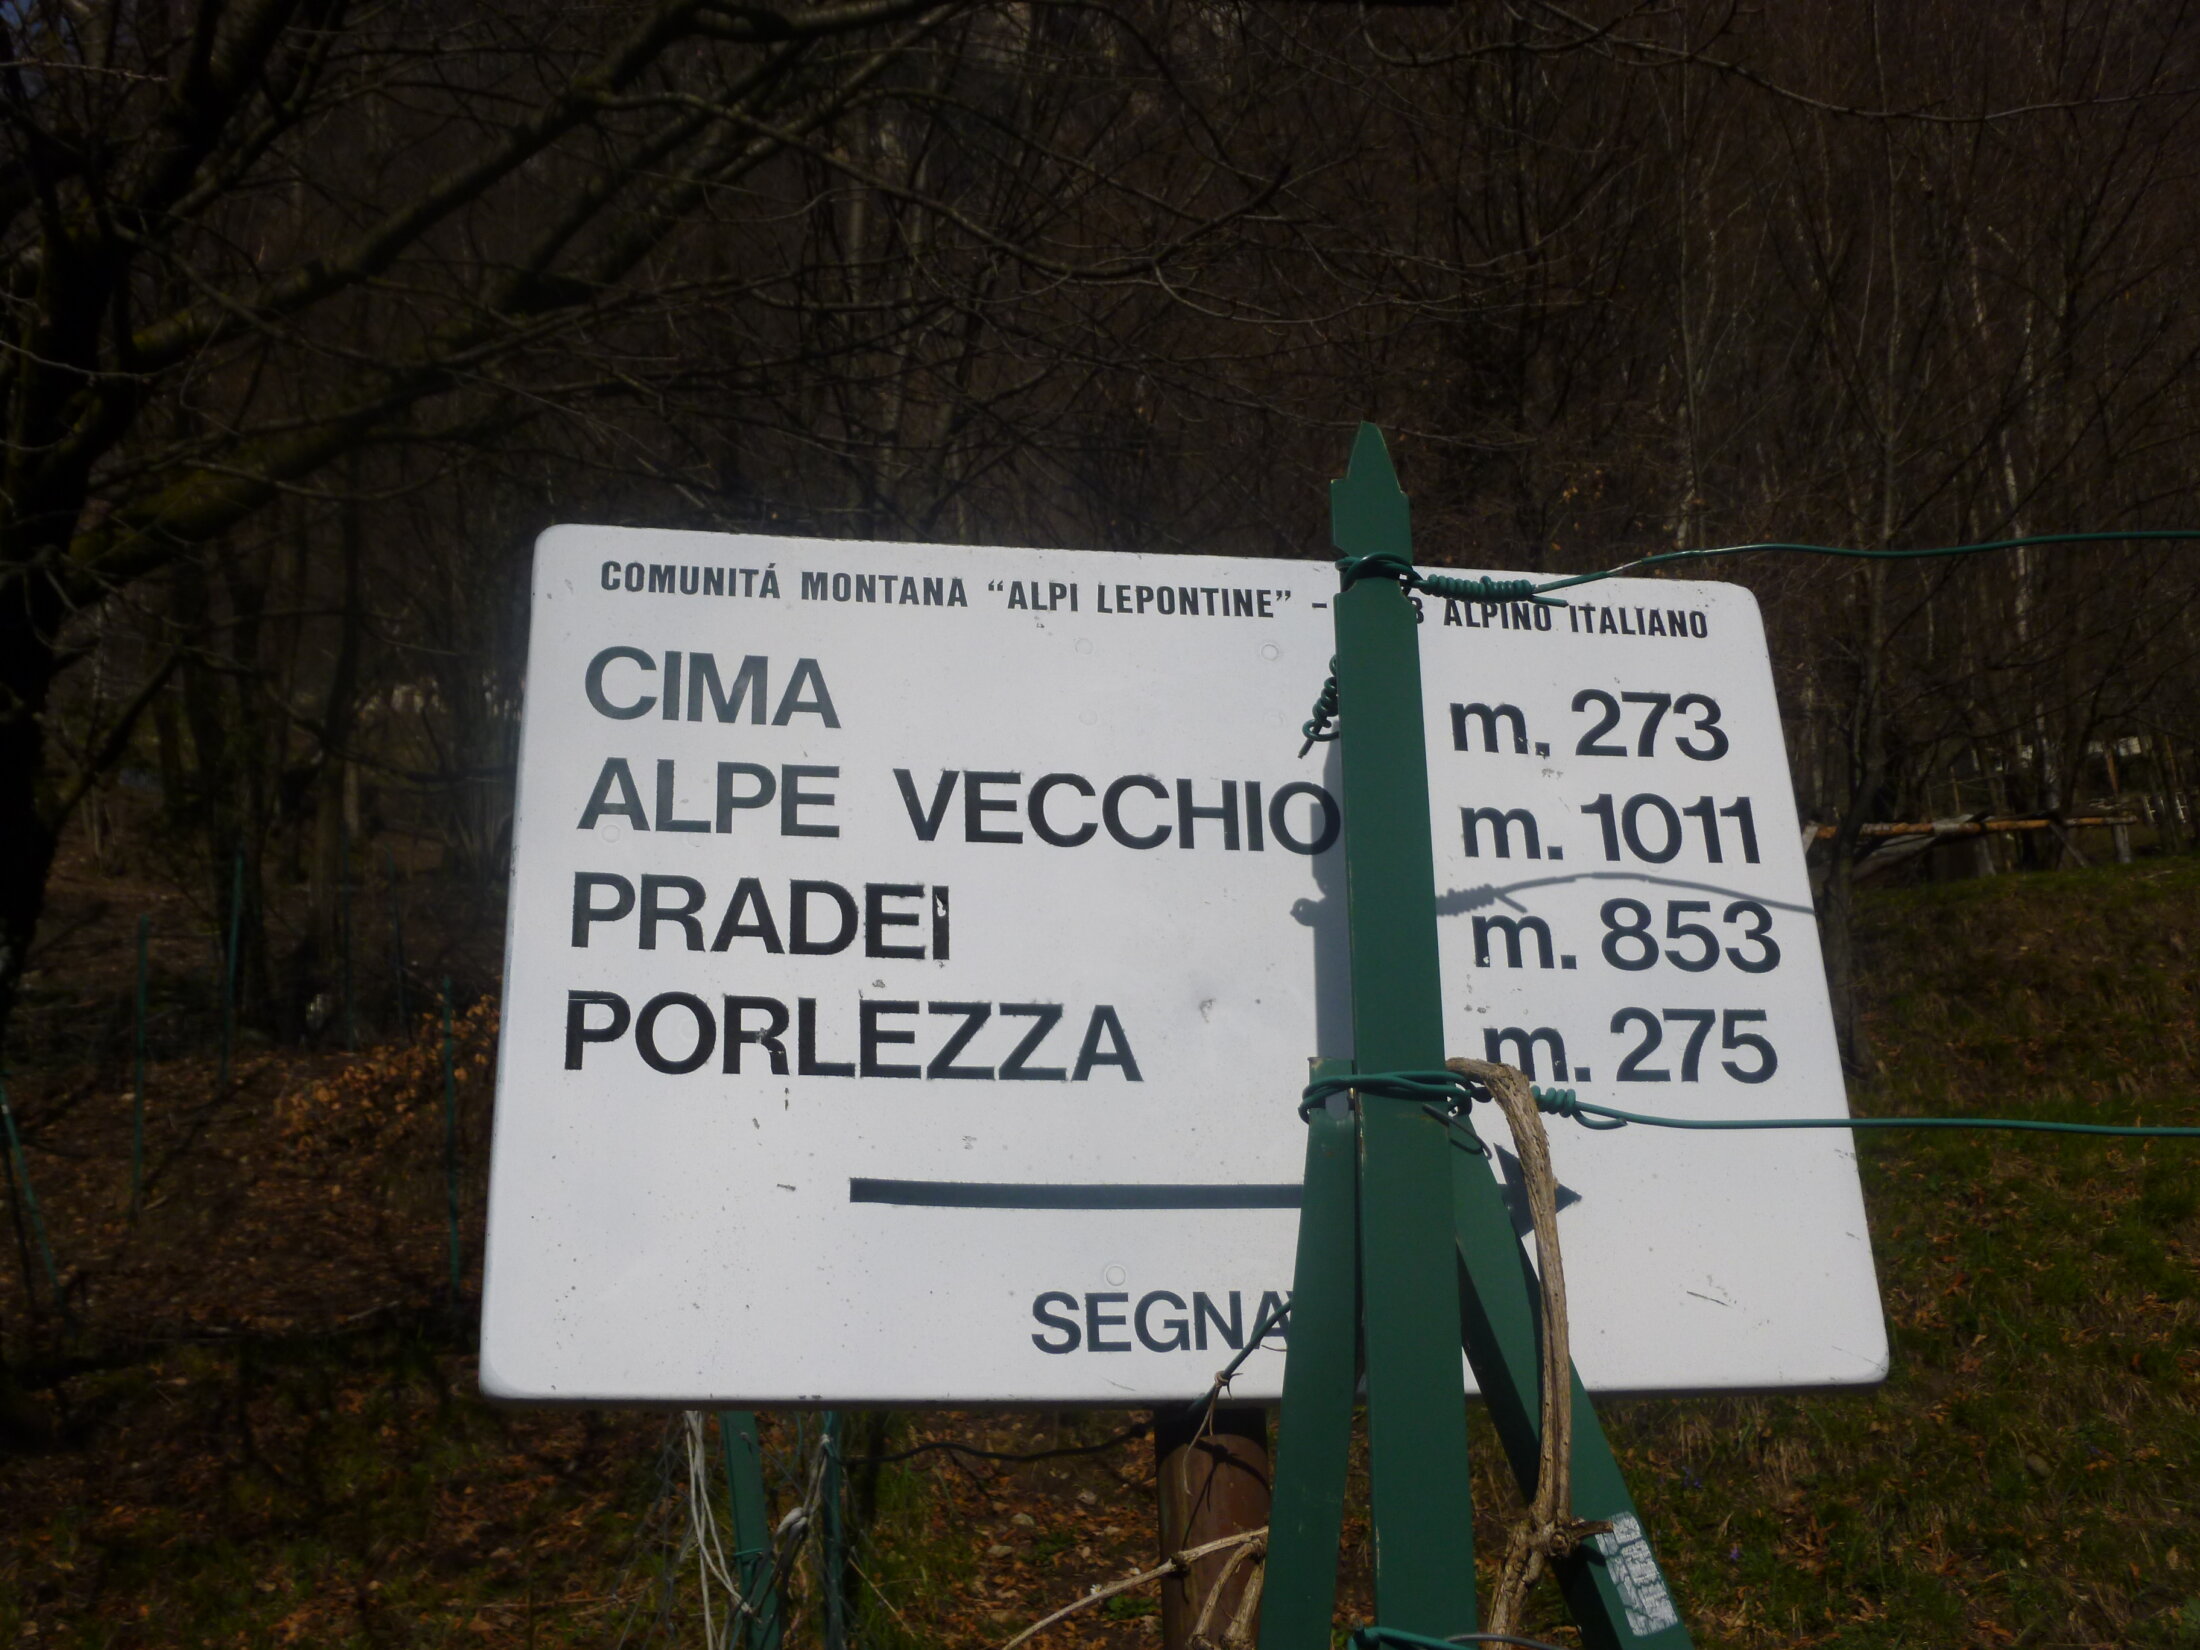 COMUNITÁ MONTANA "ALPI LEPONTINE" - ALPINO ITALIANO
CIMA m. 273
ALPE VECCHIO m. 1011
PRADEI m. 853
PORLEZZA m. 275